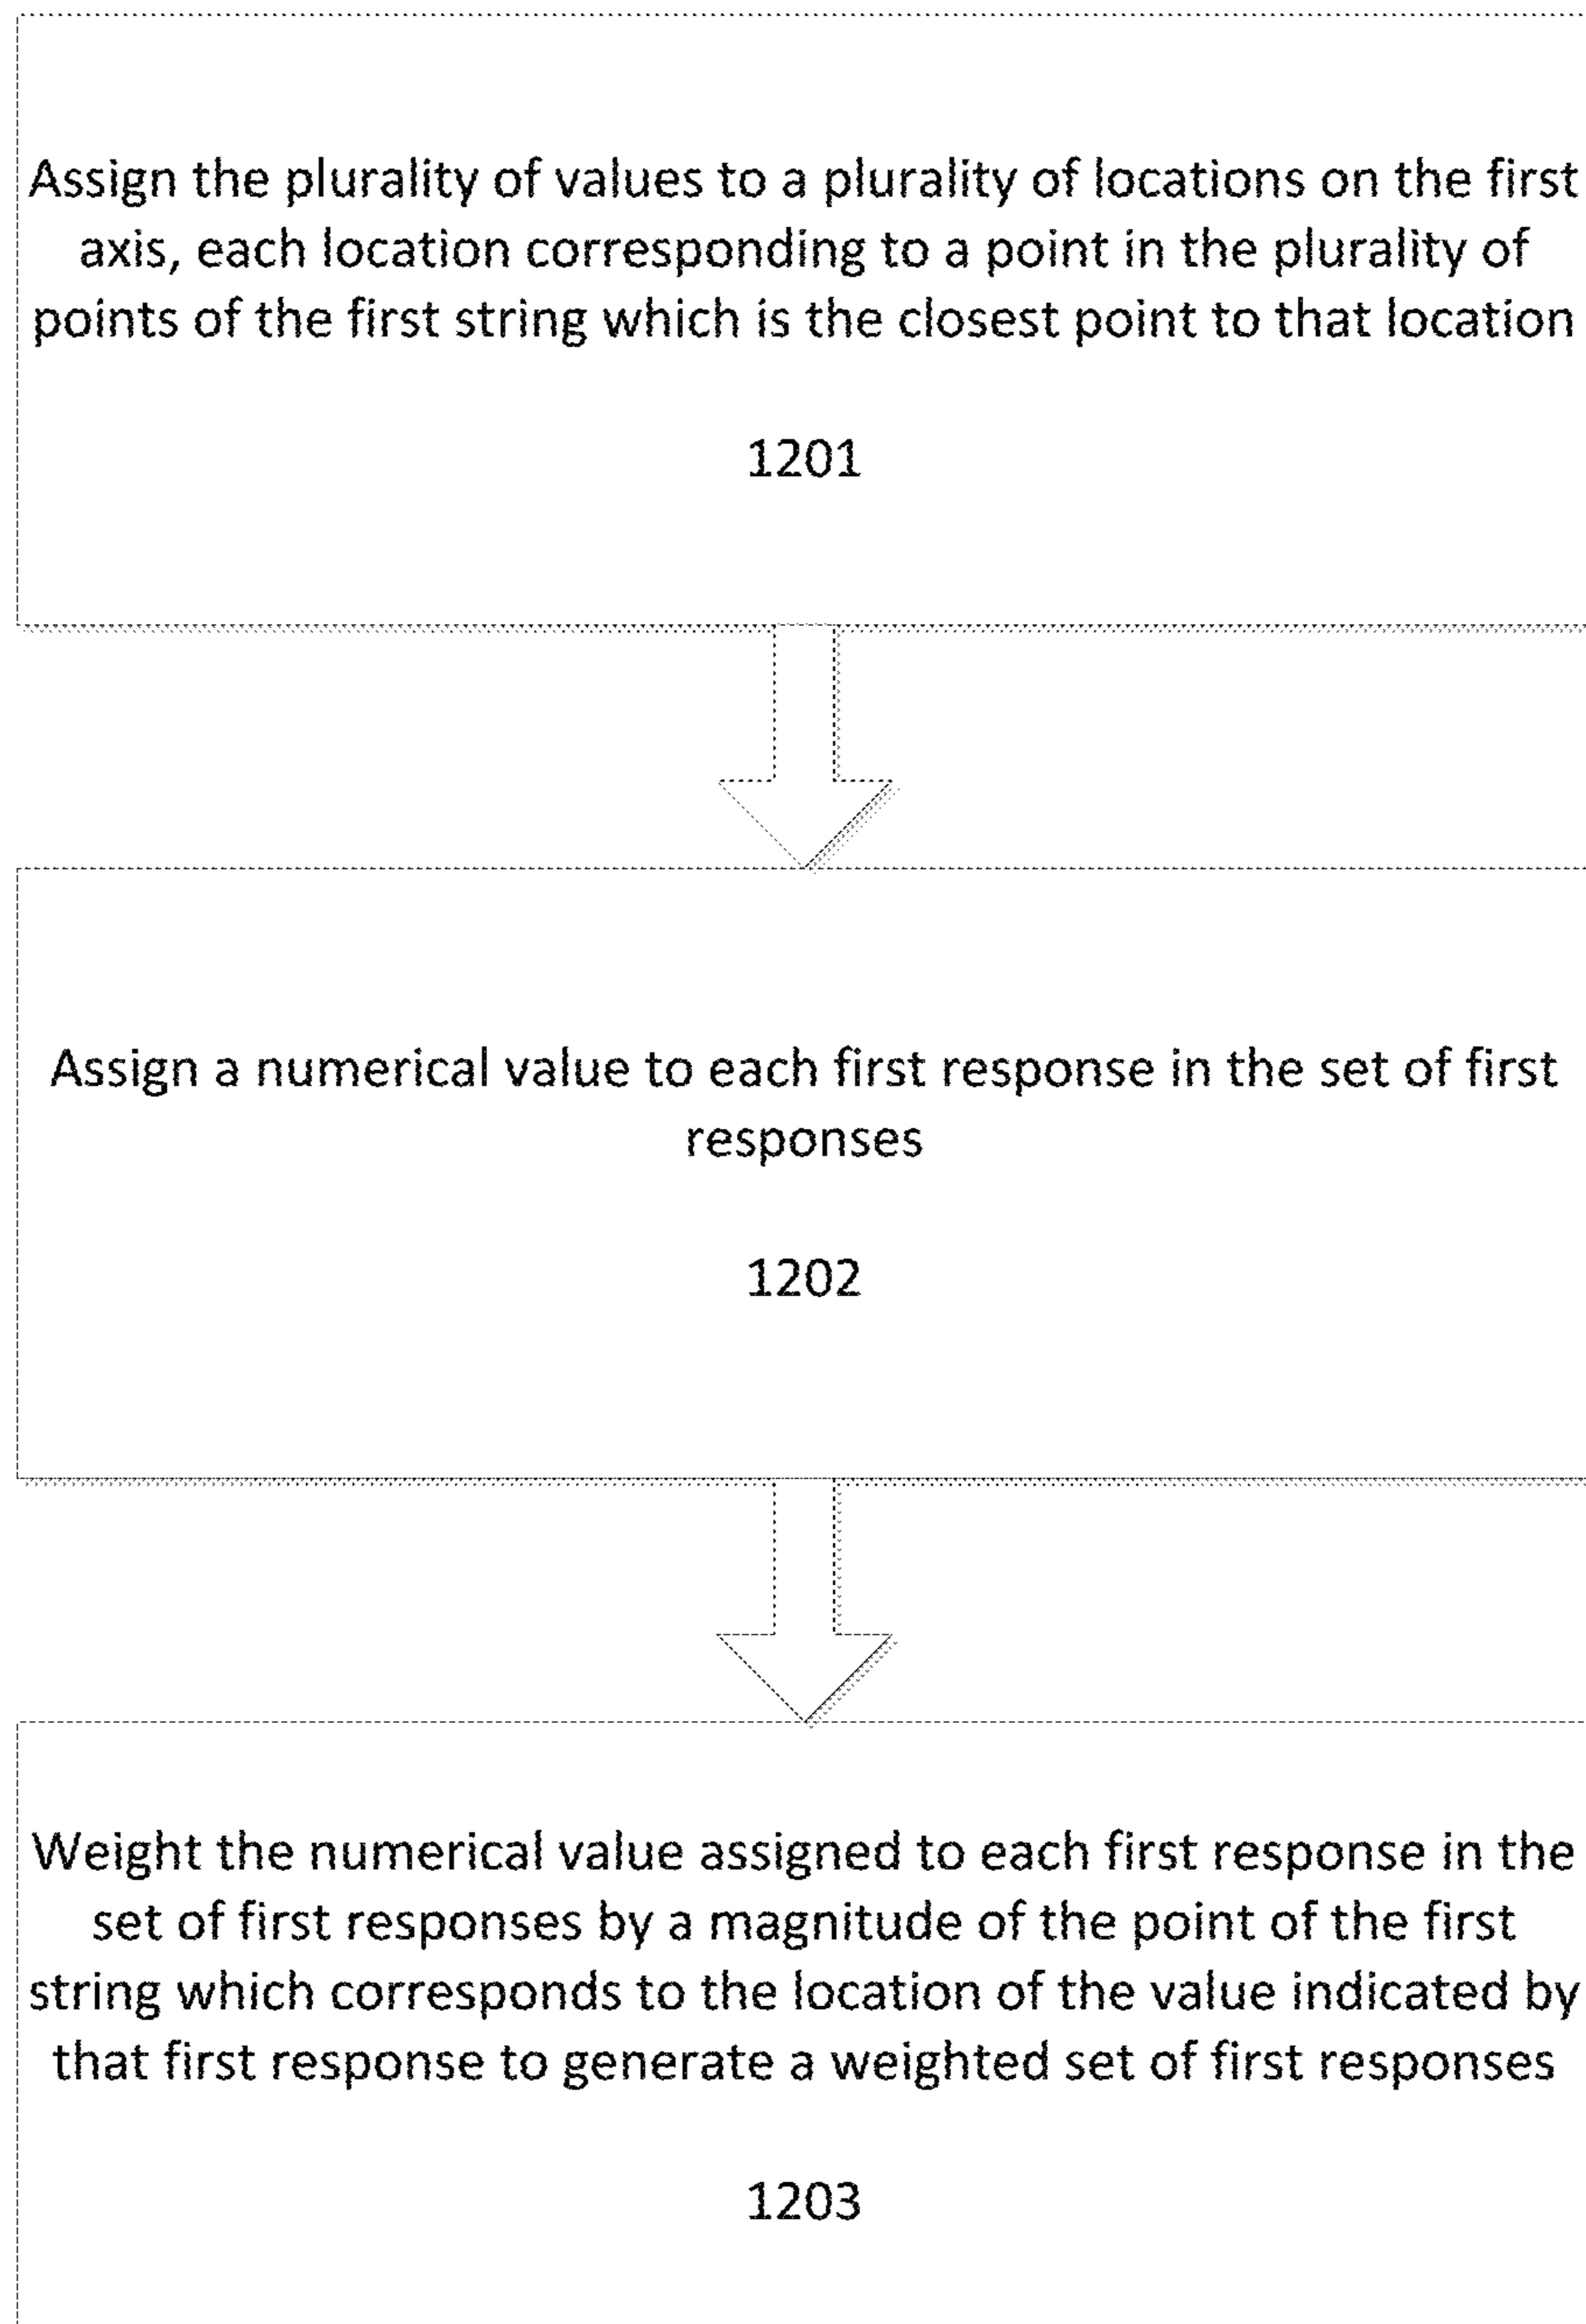 Assign the plurality of values to a plurality of locations on the first
axis, each location corresponding to a point in the plurality of
points of the first string which is the closest point to that location
1201
Assign a numerical value to each first response in the set of first
responses
1202
Weight the numerical value assigned to each first response in the
set of first responses by a magnitude of the point of the first
string which corresponds to the location of the value indicated by
that first response to generate a weighted set of first responses
1203